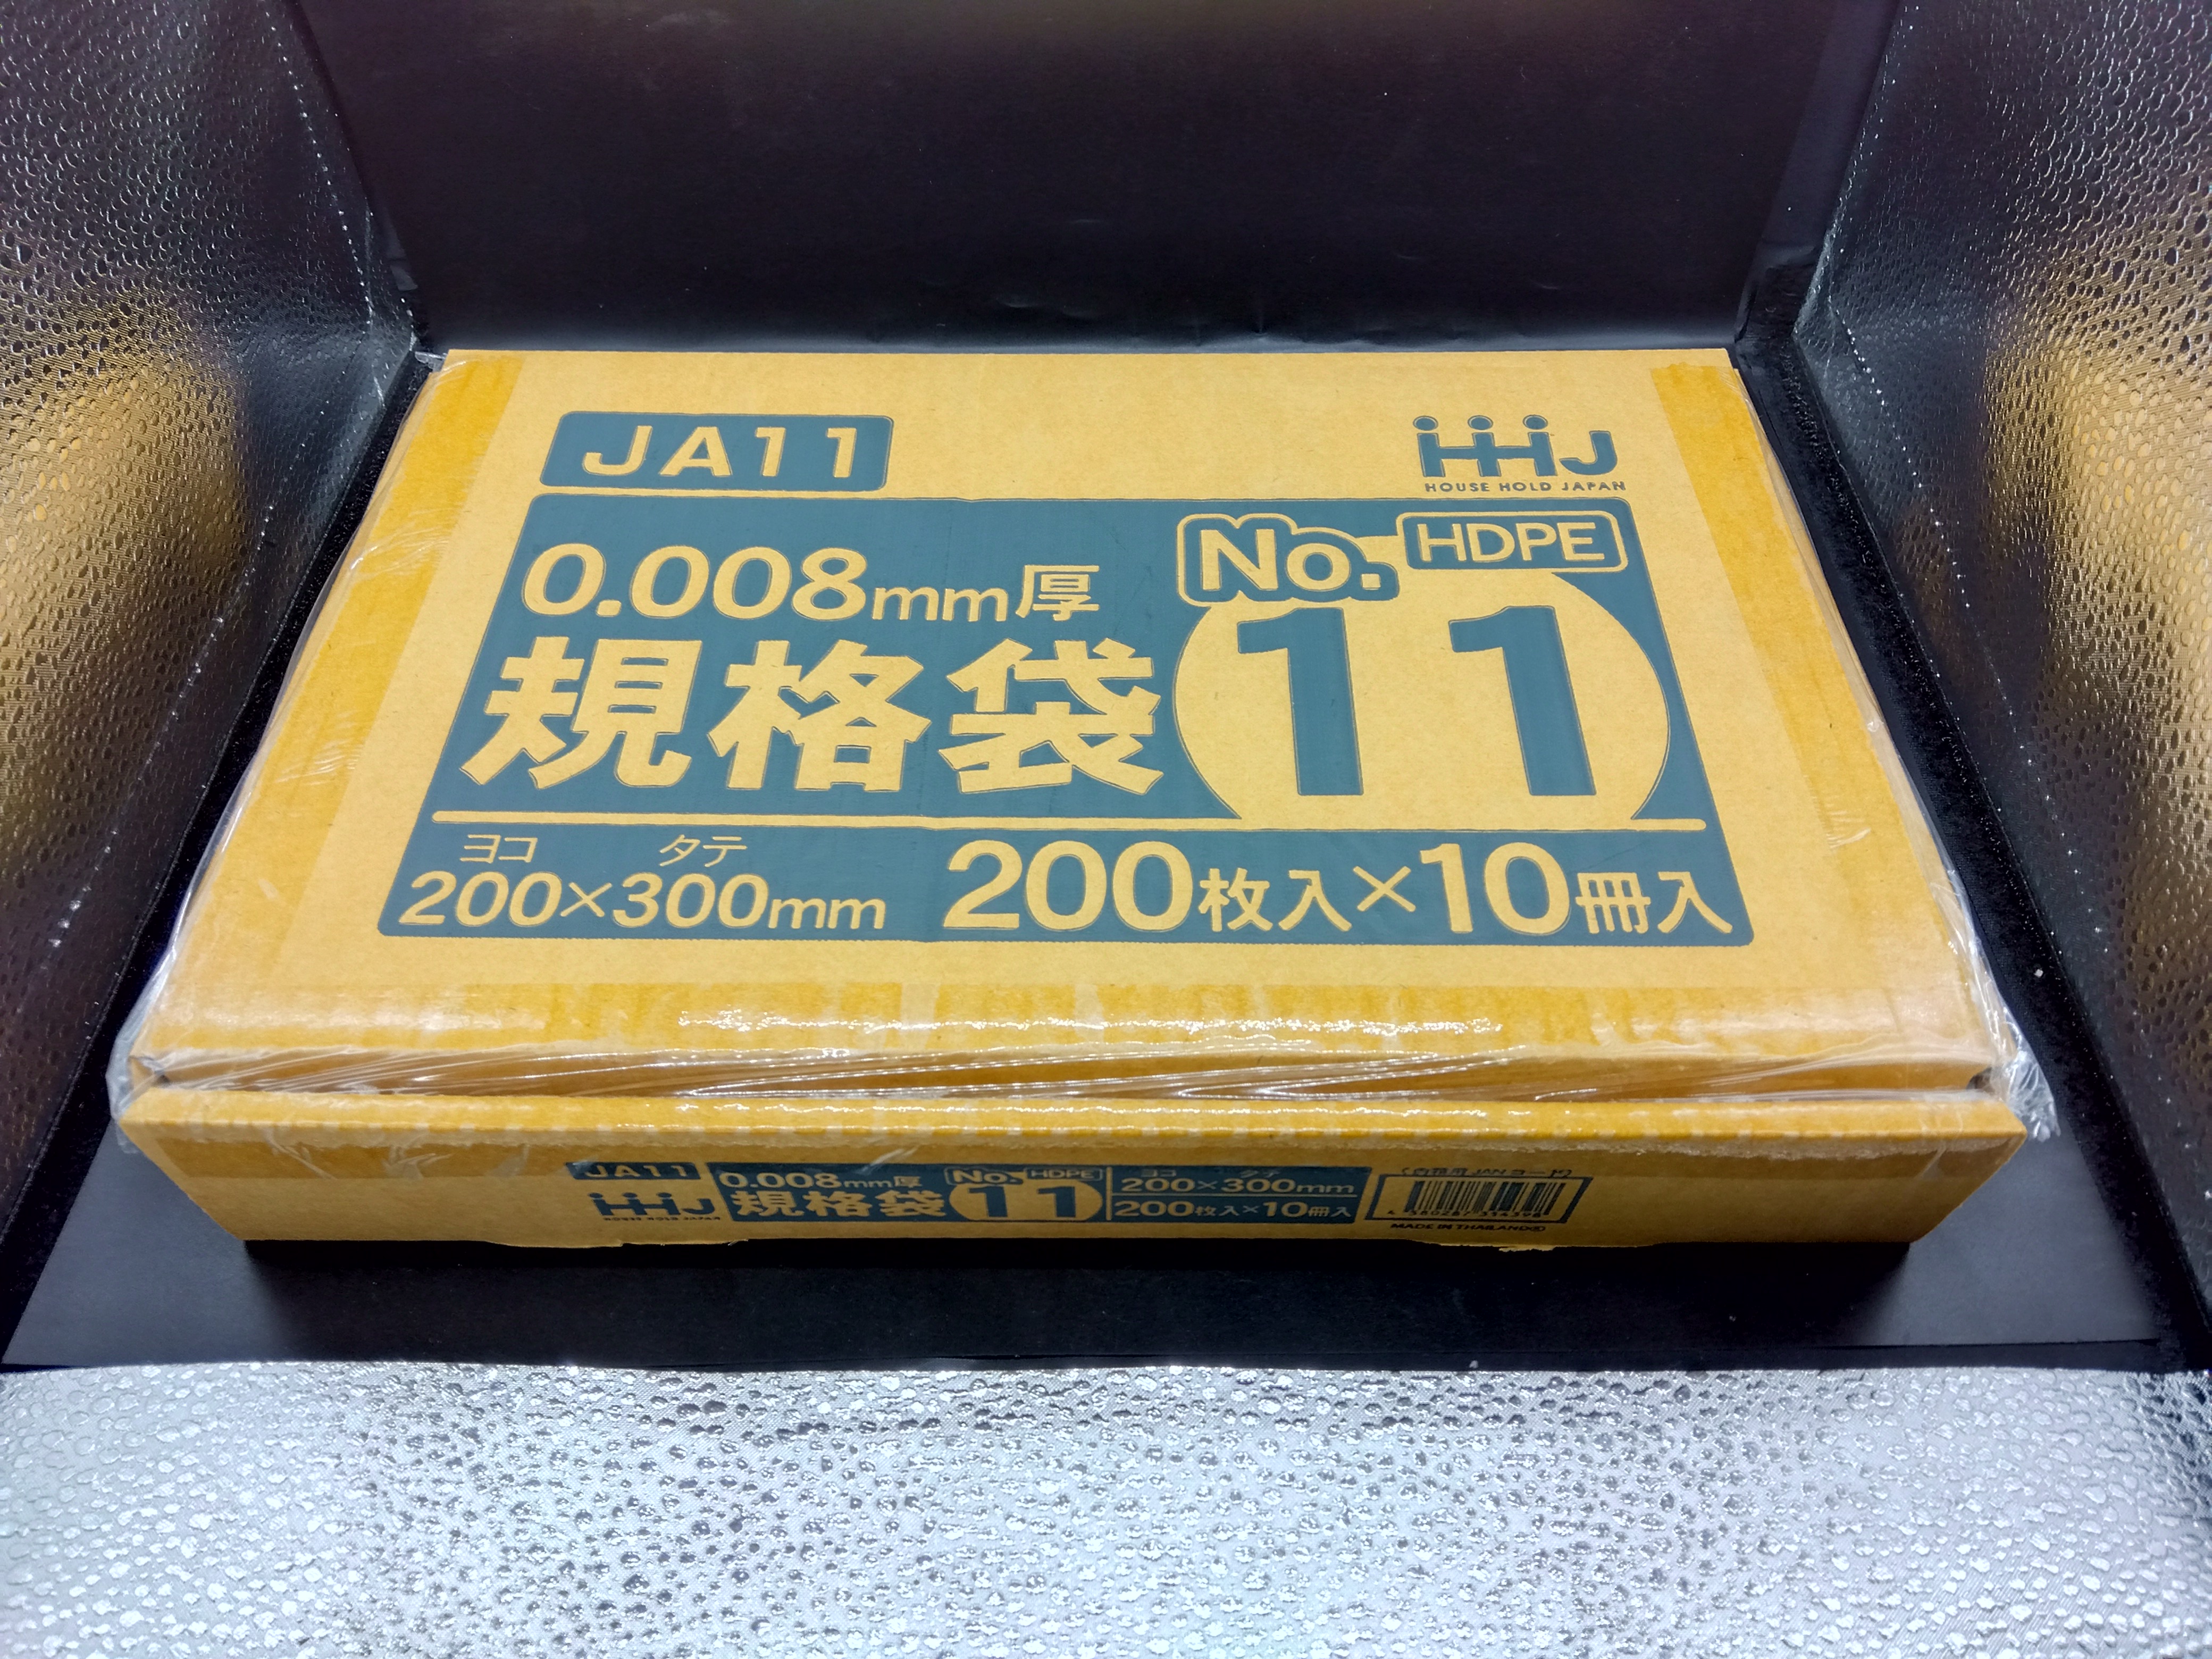 JA11
HHJ
HOUSE HOLD JAPAN
No. HDPE
0.008mm厚
規格袋 11
ヨコ タテ
200×300mm 200枚入×10冊入
JA11
HHJ
HOUSE HOLD JAPAN
0.008mm厚
規格袋
No. HDPE
11
ヨコ タテ
200×300mm
200枚入×10冊入
MADE IN THAILAND